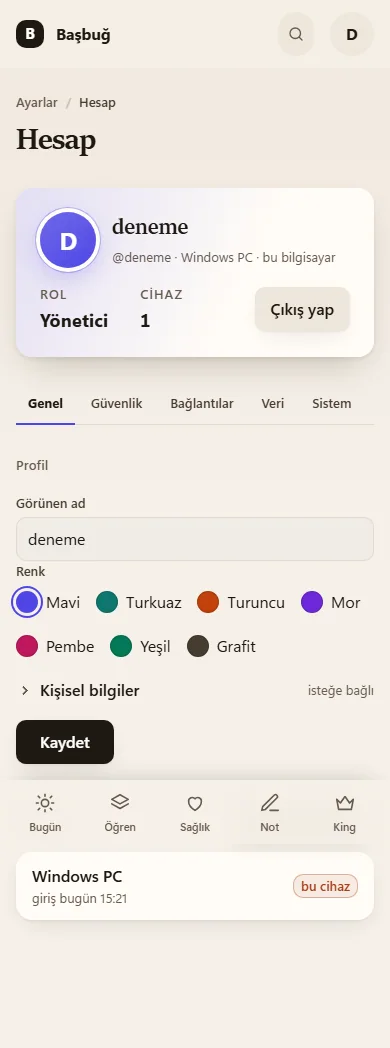 B Başbuğ D
Ayarlar / Hesap
Hesap
D
deneme
@deneme · Windows PC · bu bilgisayar
ROL CİHAZ
Yönetici 1 Çıkış yap
Genel Güvenlik Bağlantılar Veri Sistem
Profil
Görünen ad
deneme
Renk
Mavi Turkuaz Turuncu Mor
Pembe Yeşil Grafit
Kişisel bilgiler isteğe bağlı
Kaydet
Bugün Öğren Sağlık Not King
Windows PC
giriş bugün 15:21 bu cihaz